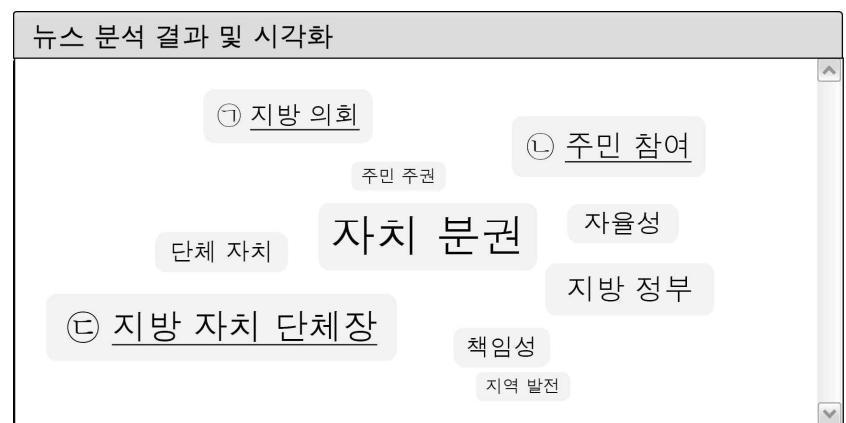 뉴스 분석 결과 및 시각화
㉠ 지방 의회
㉡ 주민 참여
주민 주권
자치 분권
자율성
단체 자치
지방 정부
㉢ 지방 자치 단체장
책임성
지역 발전